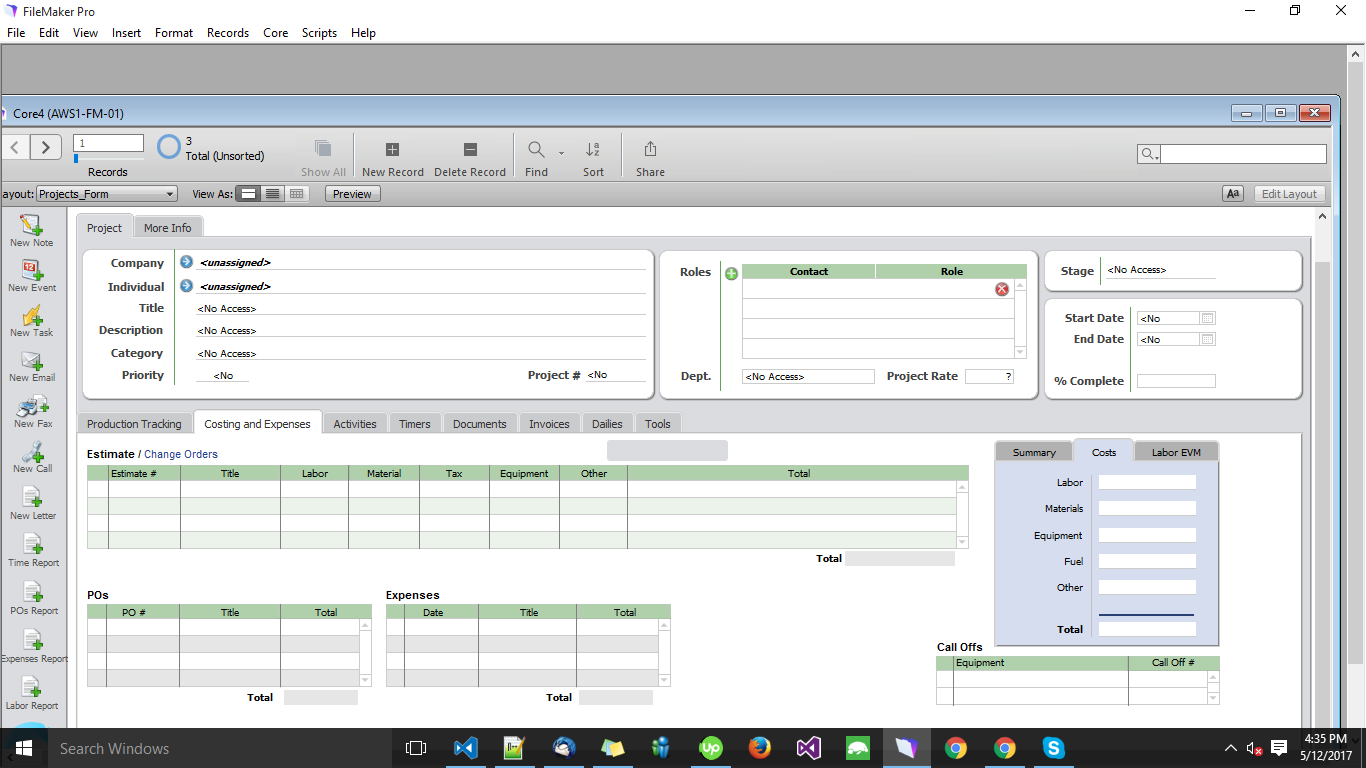 FileMaker Pro
File Edit View Insert Format Records Core Scripts Help
Core4 (AWS1-FM-01)
1
3
Total (Unsorted)
Records
Show All New Record Delete Record Find Sort Share
ayout: Projects_Form View As: Preview Aa Edit Layout
New Note
New Event
New Task
New Email
New Fax
New Call
New Letter
Time Report
POs Report
Expenses Report
Labor Report
Project More Info
Company <unassigned>
Individual <unassigned>
Title <No Access>
Description <No Access>
Category <No Access>
Priority <No Project # <No
Roles Contact Role
Dept. <No Access> Project Rate ?
Stage <No Access>
Start Date <No
End Date <No
% Complete
Production Tracking Costing and Expenses Activities Timers Documents Invoices Dailies Tools
Estimate / Change Orders
Estimate # Title Labor Material Tax Equipment Other Total
Total
Summary Costs Labor EVM
Labor
Materials
Equipment
Fuel
Other
Total
POs
PO # Title Total
Total
Expenses
Date Title Total
Total
Call Offs
Equipment Call Off #
Search Windows
up
4:35 PM
5/12/2017